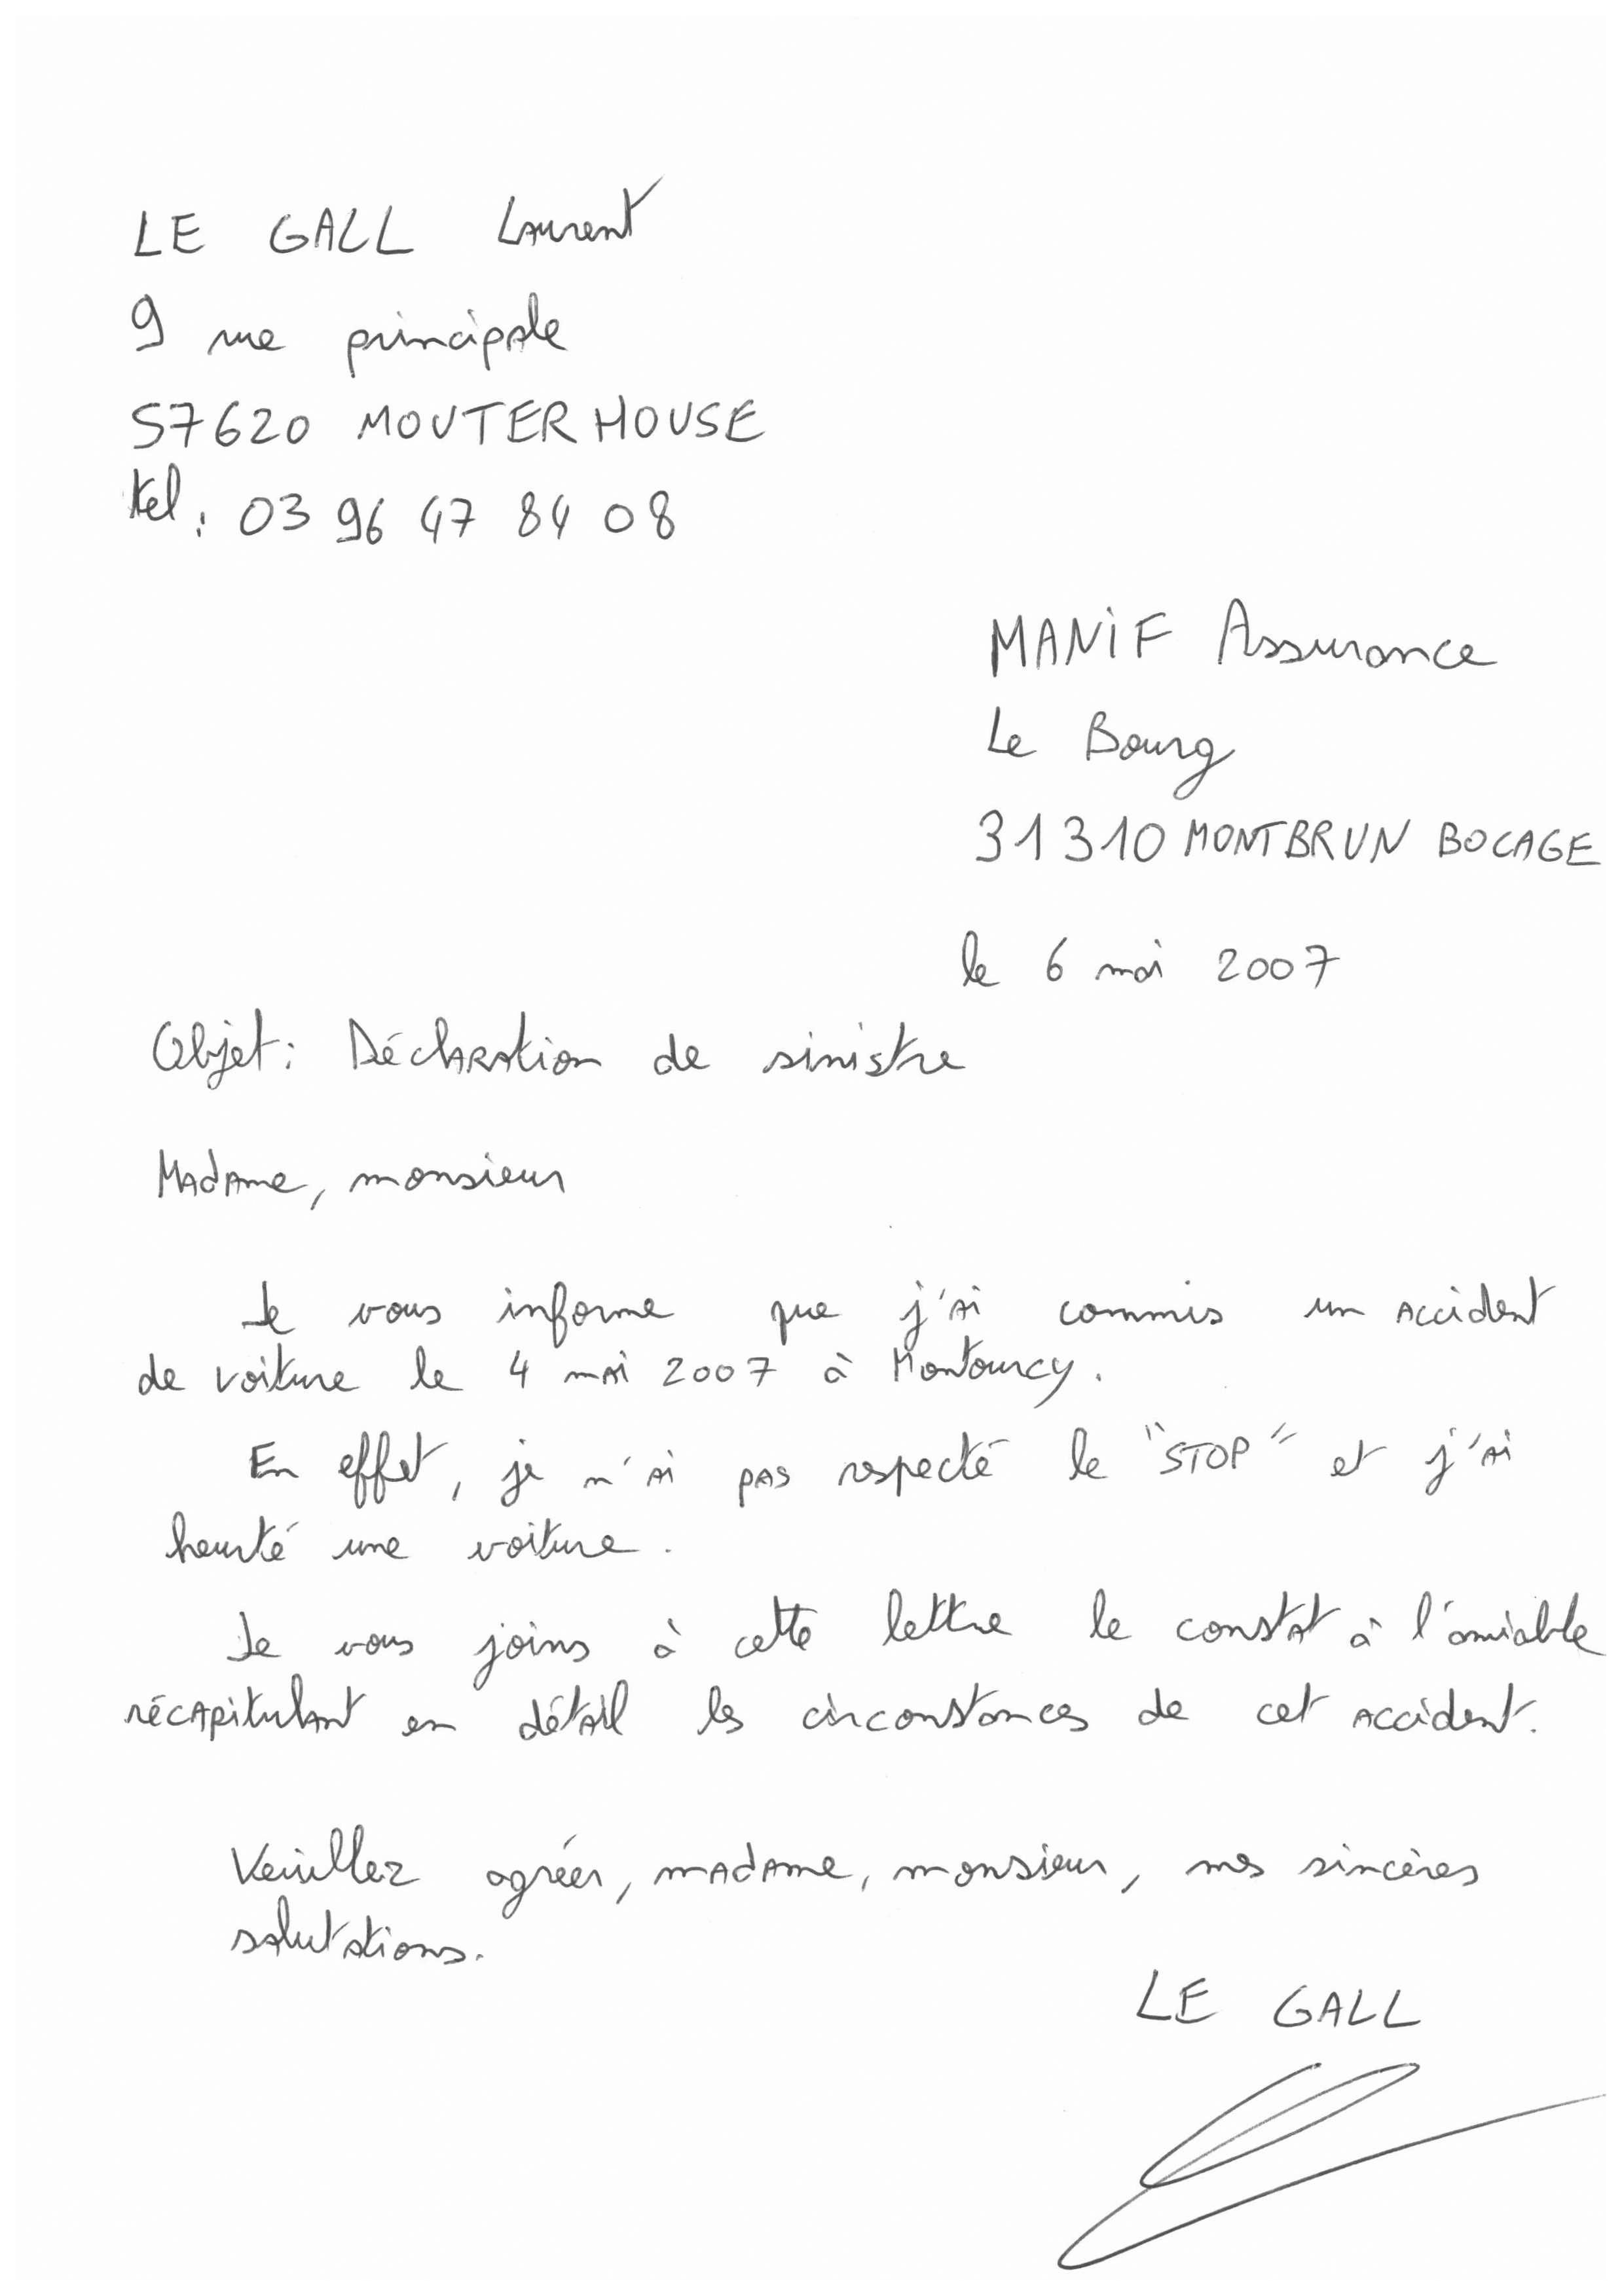 LE GALL Laurent
9 rue principale
57620 MOUTERHOUSE
tel : 03 96 47 84 08
MANIF Assurance
Le Bourg
31310 MONTBRUN BOCAGE
le 6 mai 2007
Objet : Déclaration de sinistre
Madame, monsieur
Je vous informe que j'ai commis un accident
de voiture le 4 mai 2007 à Montourcy.
En effet, je n'ai pas respecté le "STOP" et j'ai
heurté une voiture.
Je vous joins à cette lettre le constat à l'amiable
récapitulant en détail les circonstances de cet accident.
Veuillez agréer, madame, monsieur, mes sincères
salutations.
LE GALL